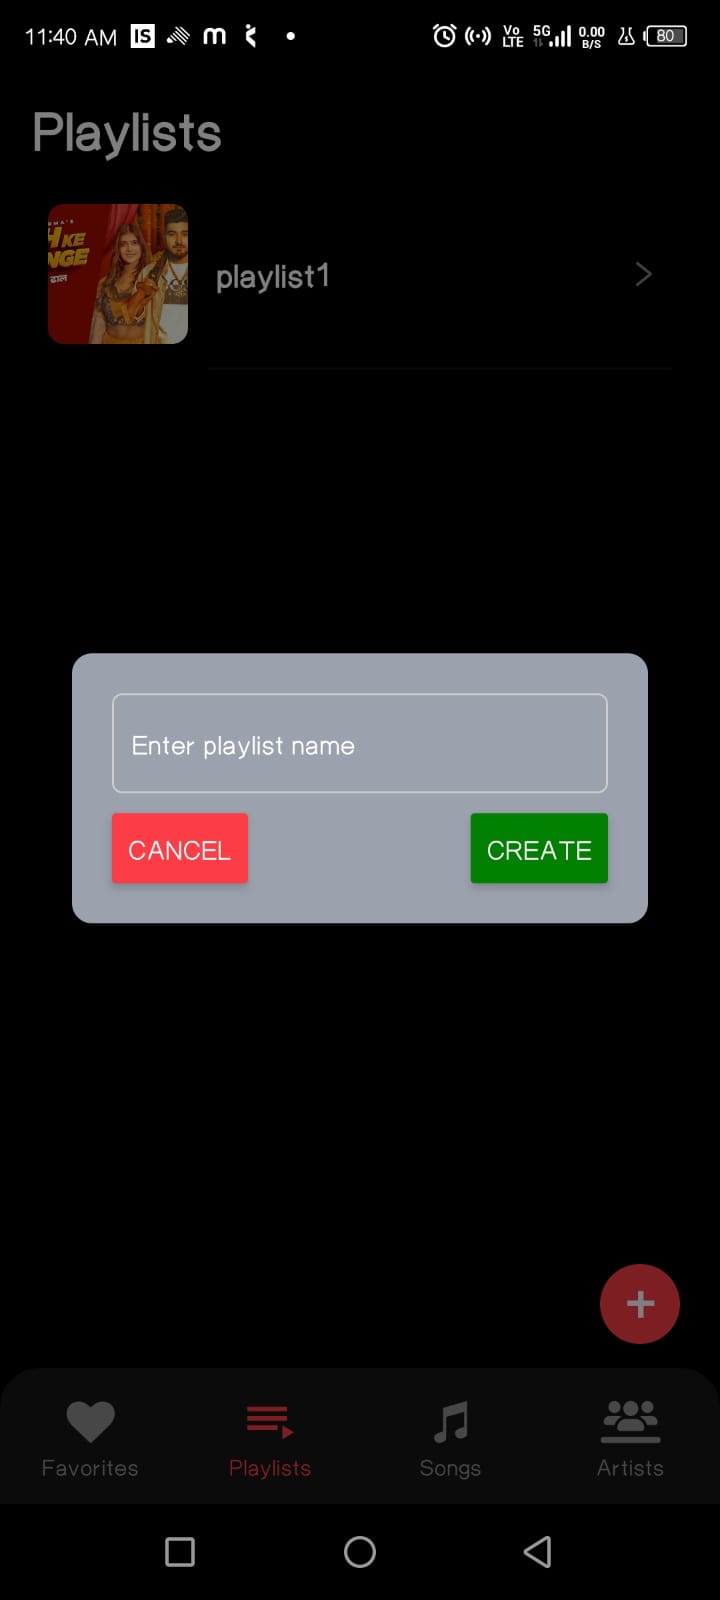 11:40 AM IS m Vo LTE 5G 0.00 B/S 80
Playlists
H KE
NGE
ढाल
playlist1
Enter playlist name
CANCEL CREATE
Favorites Playlists Songs Artists